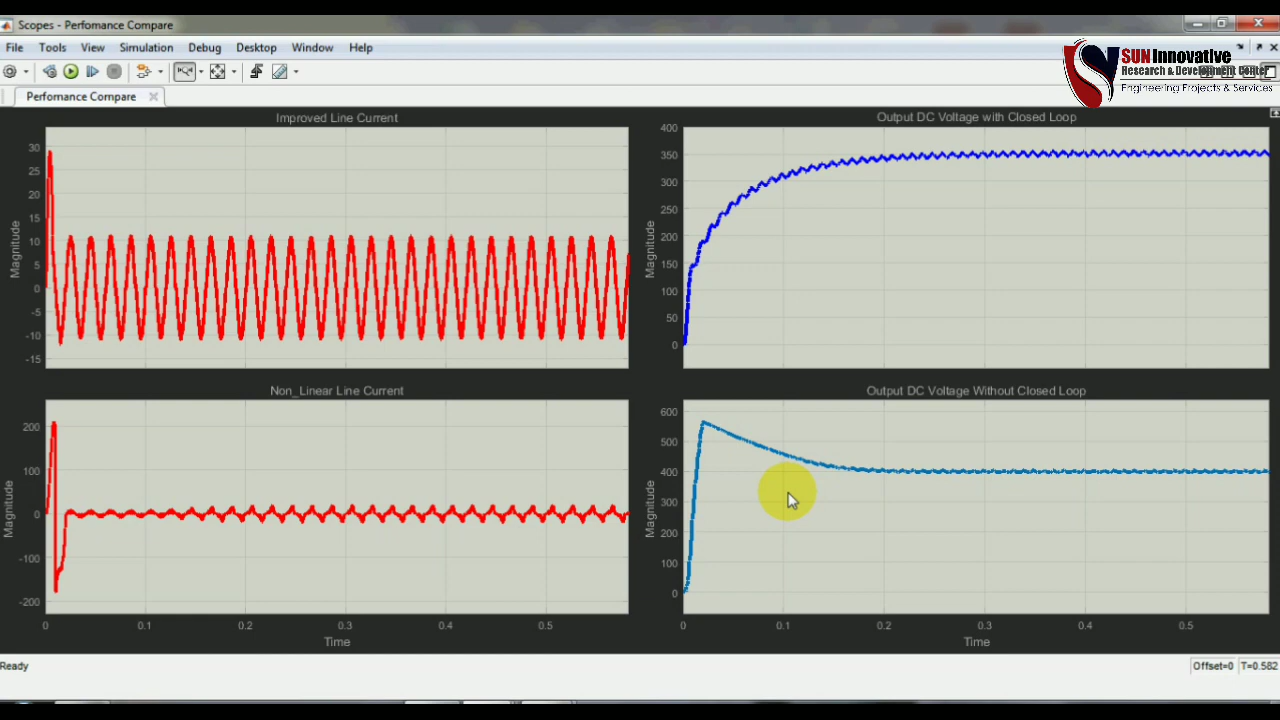 Scopes - Perfomance Compare
File Tools View Simulation Debug Desktop Window Help
SUN Innovative
Research & Development Center
Engineering Projects & Services
Perfomance Compare
Improved Line Current
30
25
20
15
10
5
0
-5
-10
-15
Magnitude
Output DC Voltage with Closed Loop
400
350
300
250
200
150
100
50
0
Magnitude
Non_Linear Line Current
200
100
0
-100
-200
Magnitude
0 0.1 0.2 0.3 0.4 0.5
Time
Output DC Voltage Without Closed Loop
600
500
400
300
200
100
0
Magnitude
0 0.1 0.2 0.3 0.4 0.5
Time
Ready
Offset=0 T=0.582